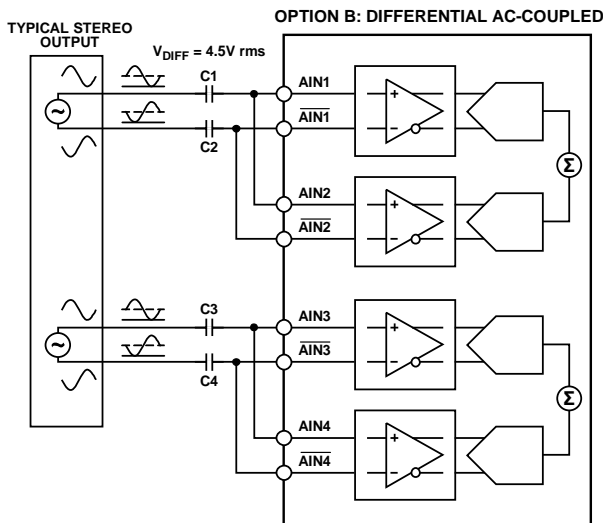 OPTION B: DIFFERENTIAL AC-COUPLED
TYPICAL STEREO
OUTPUT
VDIFF = 4.5V rms
C1
C2
AIN1
AIN1
AIN2
AIN2
C3
C4
AIN3
AIN3
AIN4
AIN4
+
−
+
−
+
−
+
−
~
~
Σ
Σ